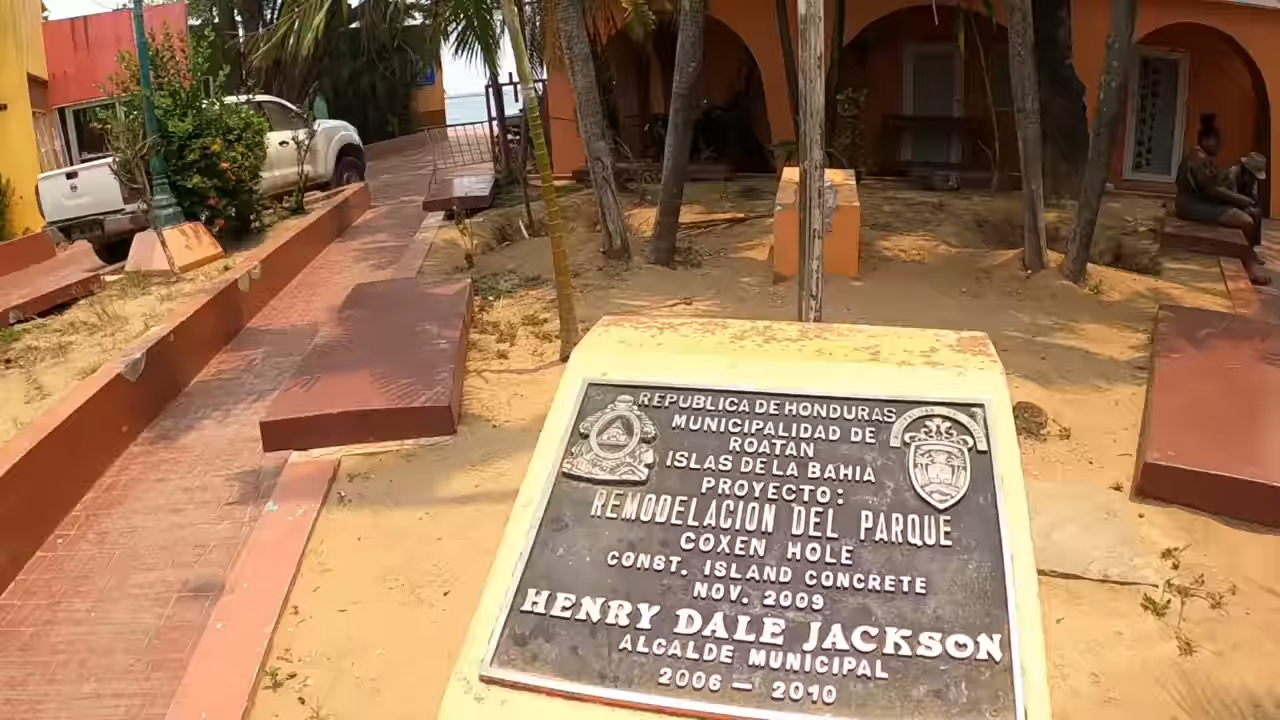 REPUBLICA DE HONDURAS
MUNICIPALIDAD DE
ROATAN
ISLAS DE LA BAHIA
PROYECTO:
REMODELACION DEL PARQUE
COXEN HOLE
CONST. ISLAND CONCRETE
NOV. 2009
HENRY DALE JACKSON
ALCALDE MUNICIPAL
2006 — 2010